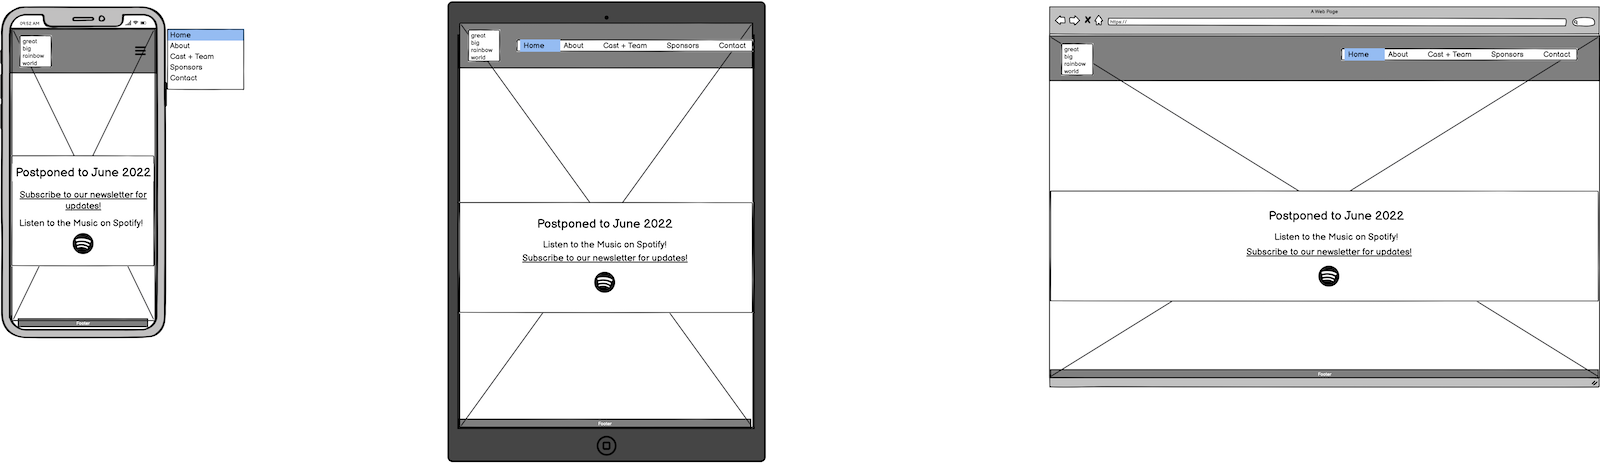 09:52 AM
great
big
rainbow
world
Home
About
Cast + Team
Sponsors
Contact
Postponed to June 2022
Subscribe to our newsletter for
updates!
Listen to the Music on Spotify!
Footer
great
big
rainbow
world
Home About Cast + Team Sponsors Contact
Postponed to June 2022
Listen to the Music on Spotify!
Subscribe to our newsletter for updates!
Footer
A Web Page
https://
great
big
rainbow
world
Home About Cast + Team Sponsors Contact
Postponed to June 2022
Listen to the Music on Spotify!
Subscribe to our newsletter for updates!
Footer